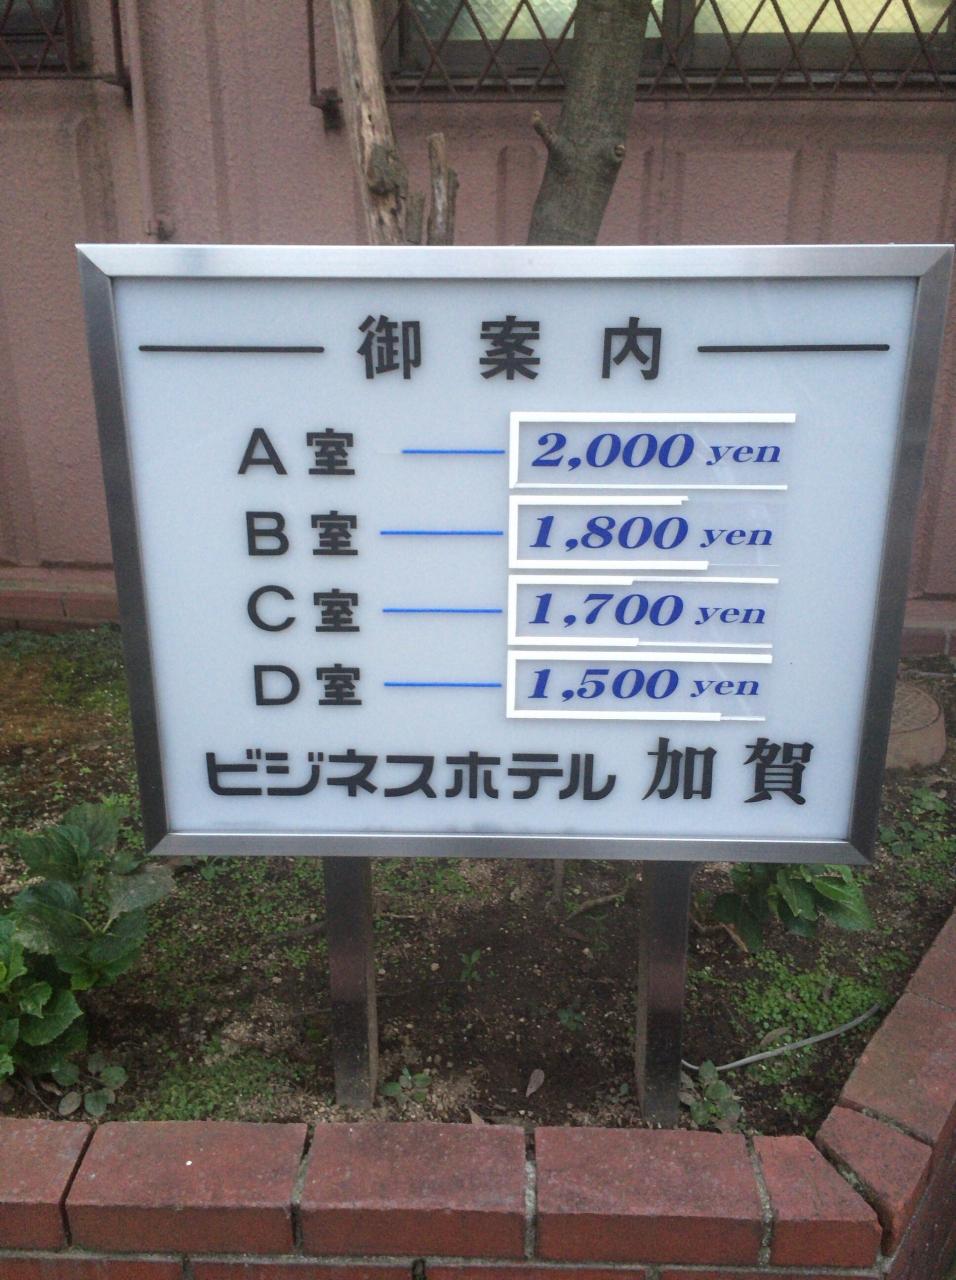 御案内
A室 2,000 yen
B室 1,800 yen
C室 1,700 yen
D室 1,500 yen
ビジネスホテル 加賀